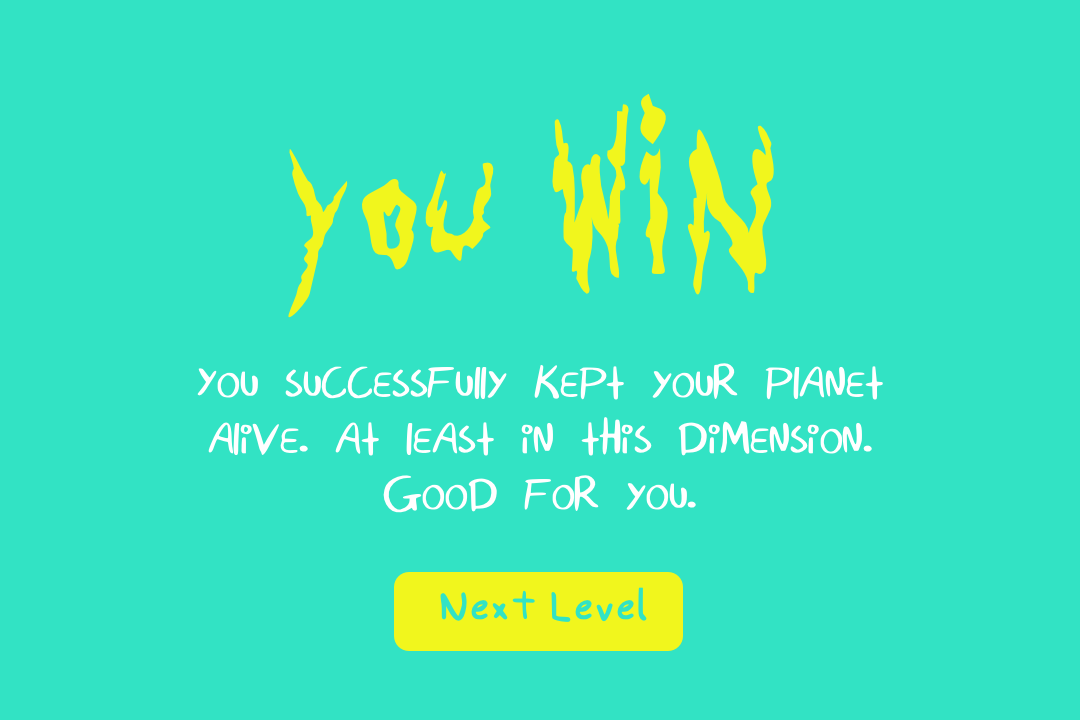 You Win
You successfully kept your planet
alive. At least in this dimension.
Good for you.
Next Level